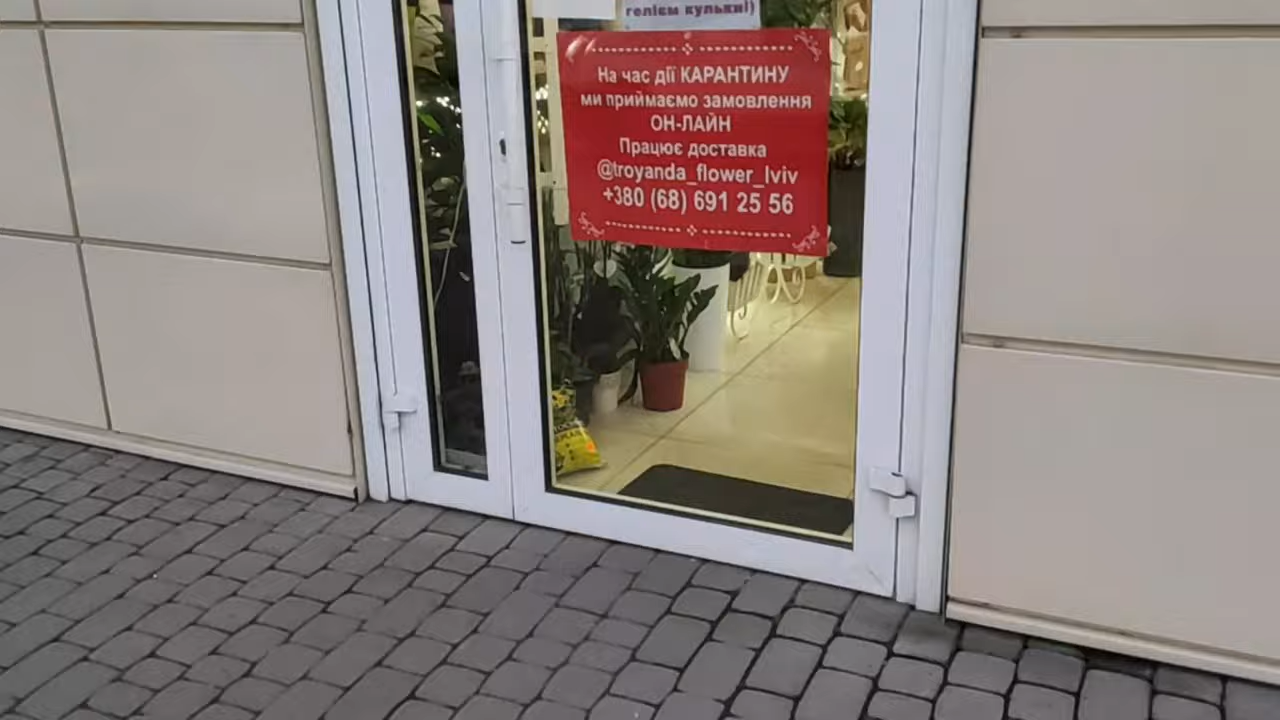 гелієм кульки!)
На час дії КАРАНТИНУ
ми приймаємо замовлення
ОН-ЛАЙН
Працює доставка
@troyanda_flower_lviv
+380 (68) 691 25 56